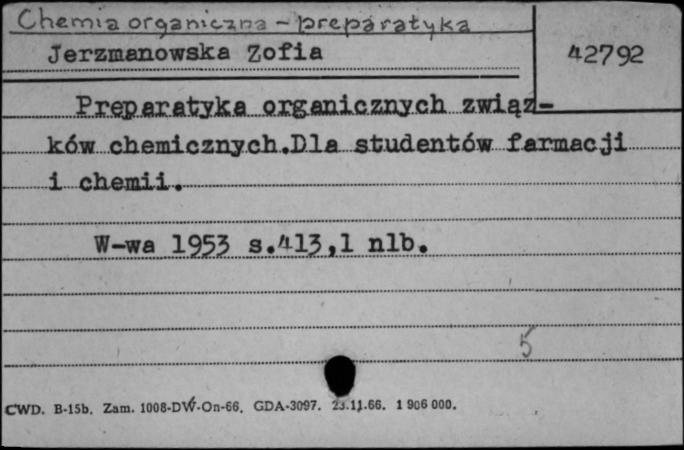 Chemia organiczna - preparatyka
Jerzmanowska Zofia
42792
Preparatyka organicznych związ-
ków chemicznych.Dla studentów farmacji
i chemii.
W-wa 1953 s.413,1 nlb.
5
CWD. B-15b. Zam. 1008-DW-On-66. GDA-3097. 23.11.66. 1 906 000.